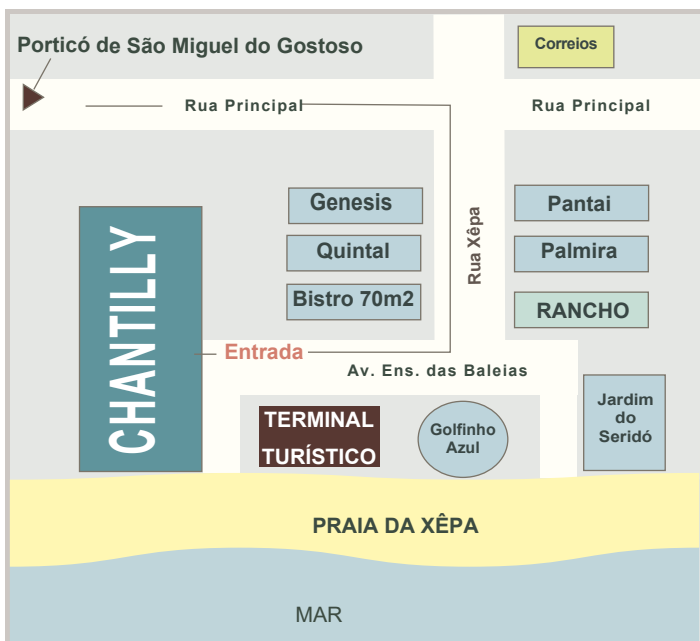 Porticó de São Miguel do Gostoso
Correios
Rua Principal
Rua Principal
Genesis
Pantai
Quintal
Palmira
Bistro 70m2
RANCHO
Rua Xêpa
CHANTILLY
Entrada
Av. Ens. das Baleias
TERMINAL
TURÍSTICO
Golfinho
Azul
Jardim
do
Seridó
PRAIA DA XÊPA
MAR